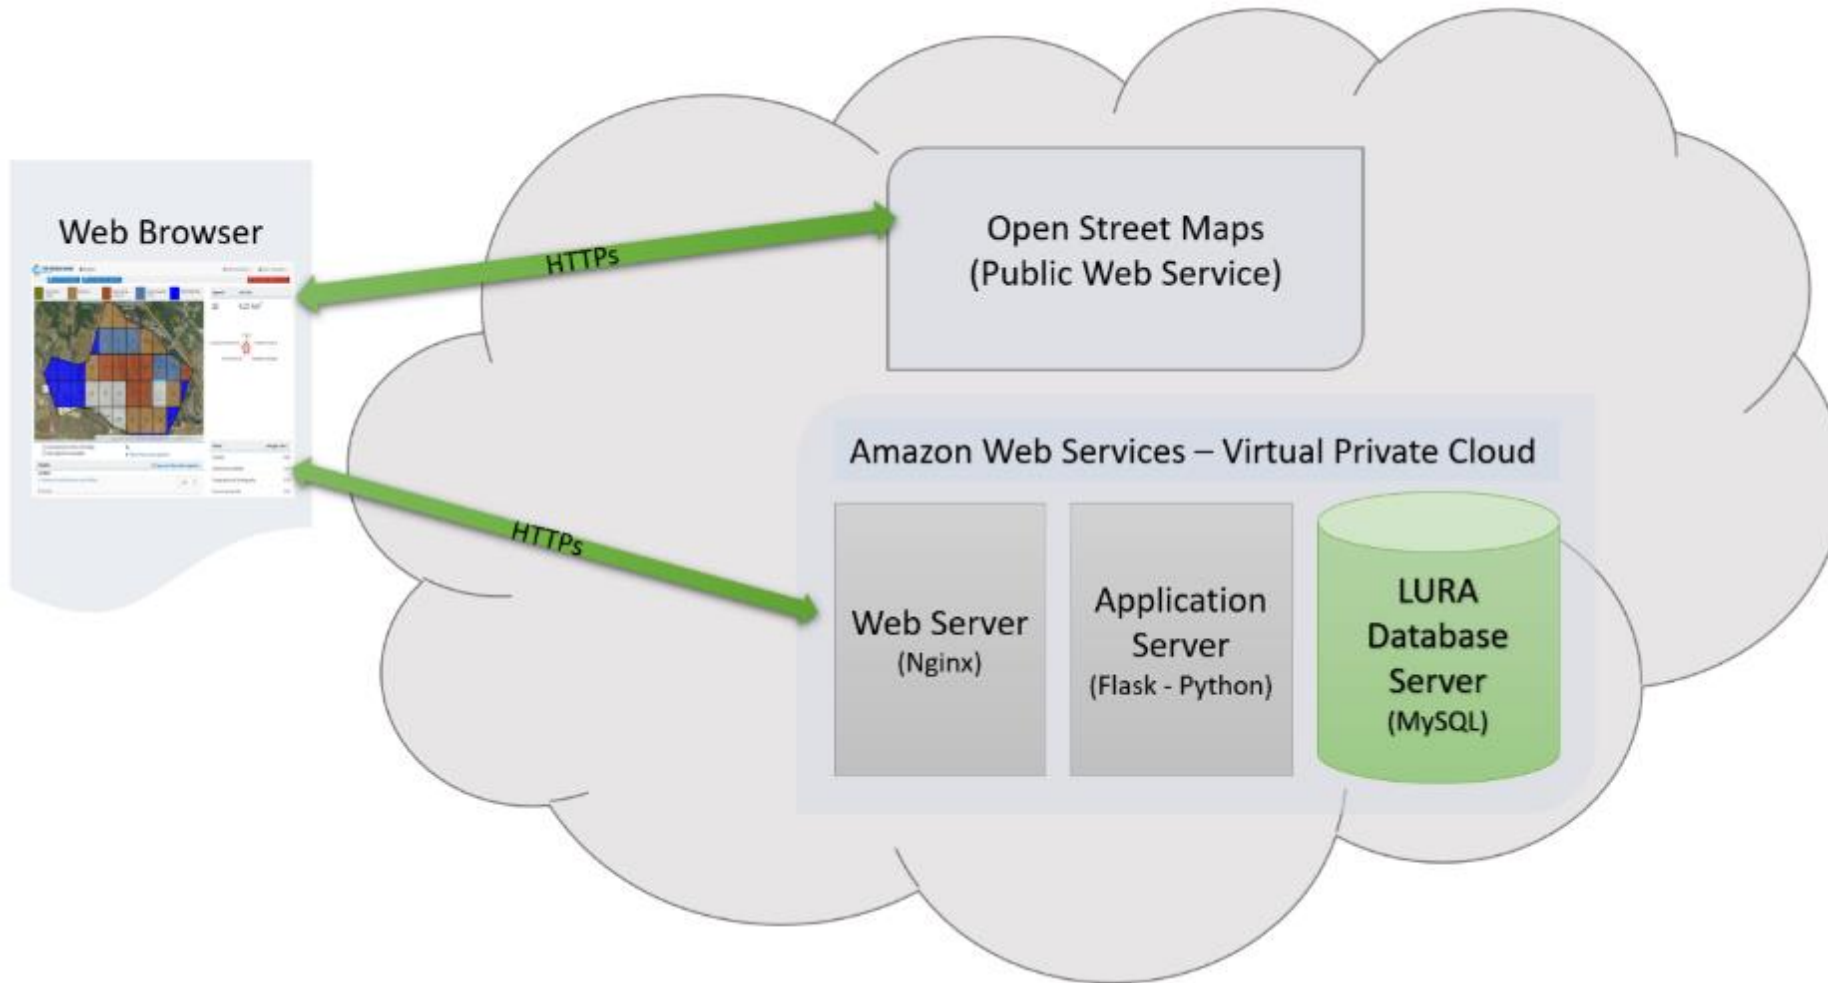 Web Browser
HTTPs
Open Street Maps
(Public Web Service)
HTTPs
Amazon Web Services – Virtual Private Cloud
Web Server
(Nginx)
Application
Server
(Flask - Python)
LURA
Database
Server
(MySQL)